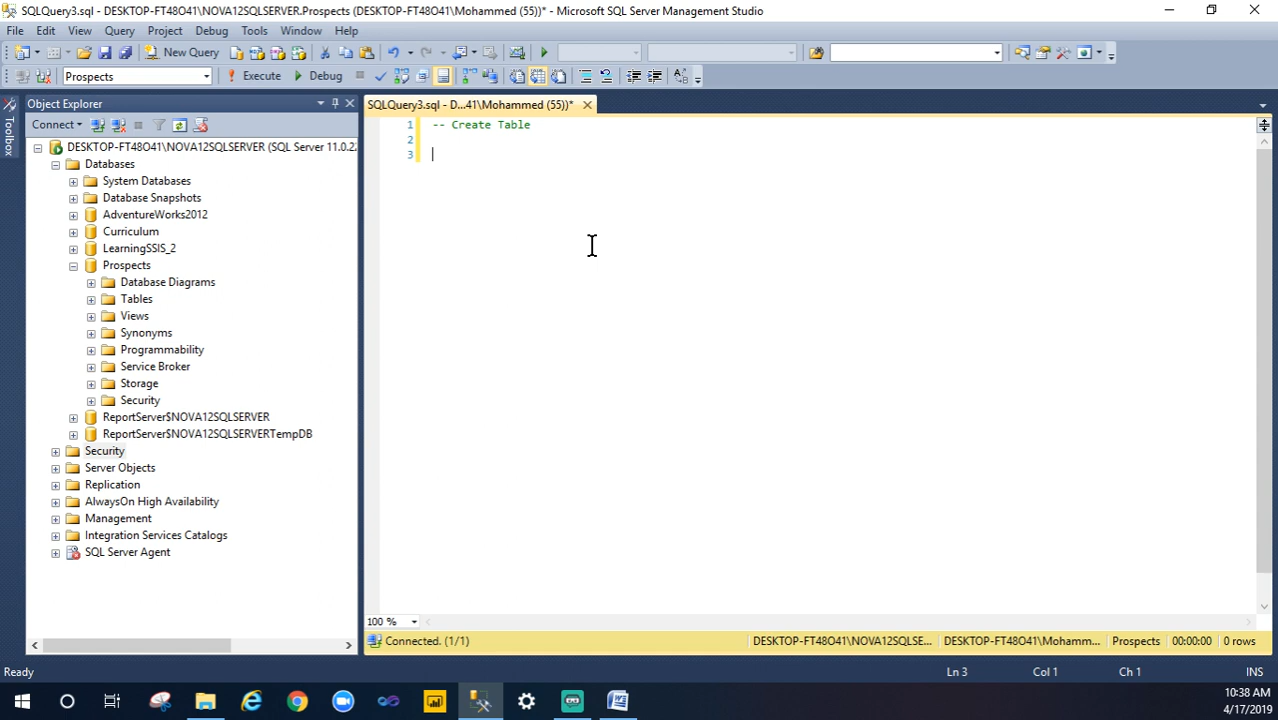 SQLQuery3.sql - DESKTOP-FT48O41\NOVA12SQLSERVER.Prospects (DESKTOP-FT48O41\Mohammed (55))* - Microsoft SQL Server Management Studio
File Edit View Query Project Debug Tools Window Help
New Query
Prospects Execute Debug
Toolbox
Object Explorer
Connect
DESKTOP-FT48O41\NOVA12SQLSERVER (SQL Server 11.0.22
Databases
System Databases
Database Snapshots
AdventureWorks2012
Curriculum
LearningSSIS_2
Prospects
Database Diagrams
Tables
Views
Synonyms
Programmability
Service Broker
Storage
Security
ReportServer$NOVA12SQLSERVER
ReportServer$NOVA12SQLSERVERTempDB
Security
Server Objects
Replication
AlwaysOn High Availability
Management
Integration Services Catalogs
SQL Server Agent
SQLQuery3.sql - D...41\Mohammed (55))*
1 -- Create Table
2
3
100 %
Connected. (1/1) DESKTOP-FT48O41\NOVA12SQLSE... DESKTOP-FT48O41\Mohamm... Prospects 00:00:00 0 rows
Ready Ln 3 Col 1 Ch 1 INS
10:38 AM
4/17/2019